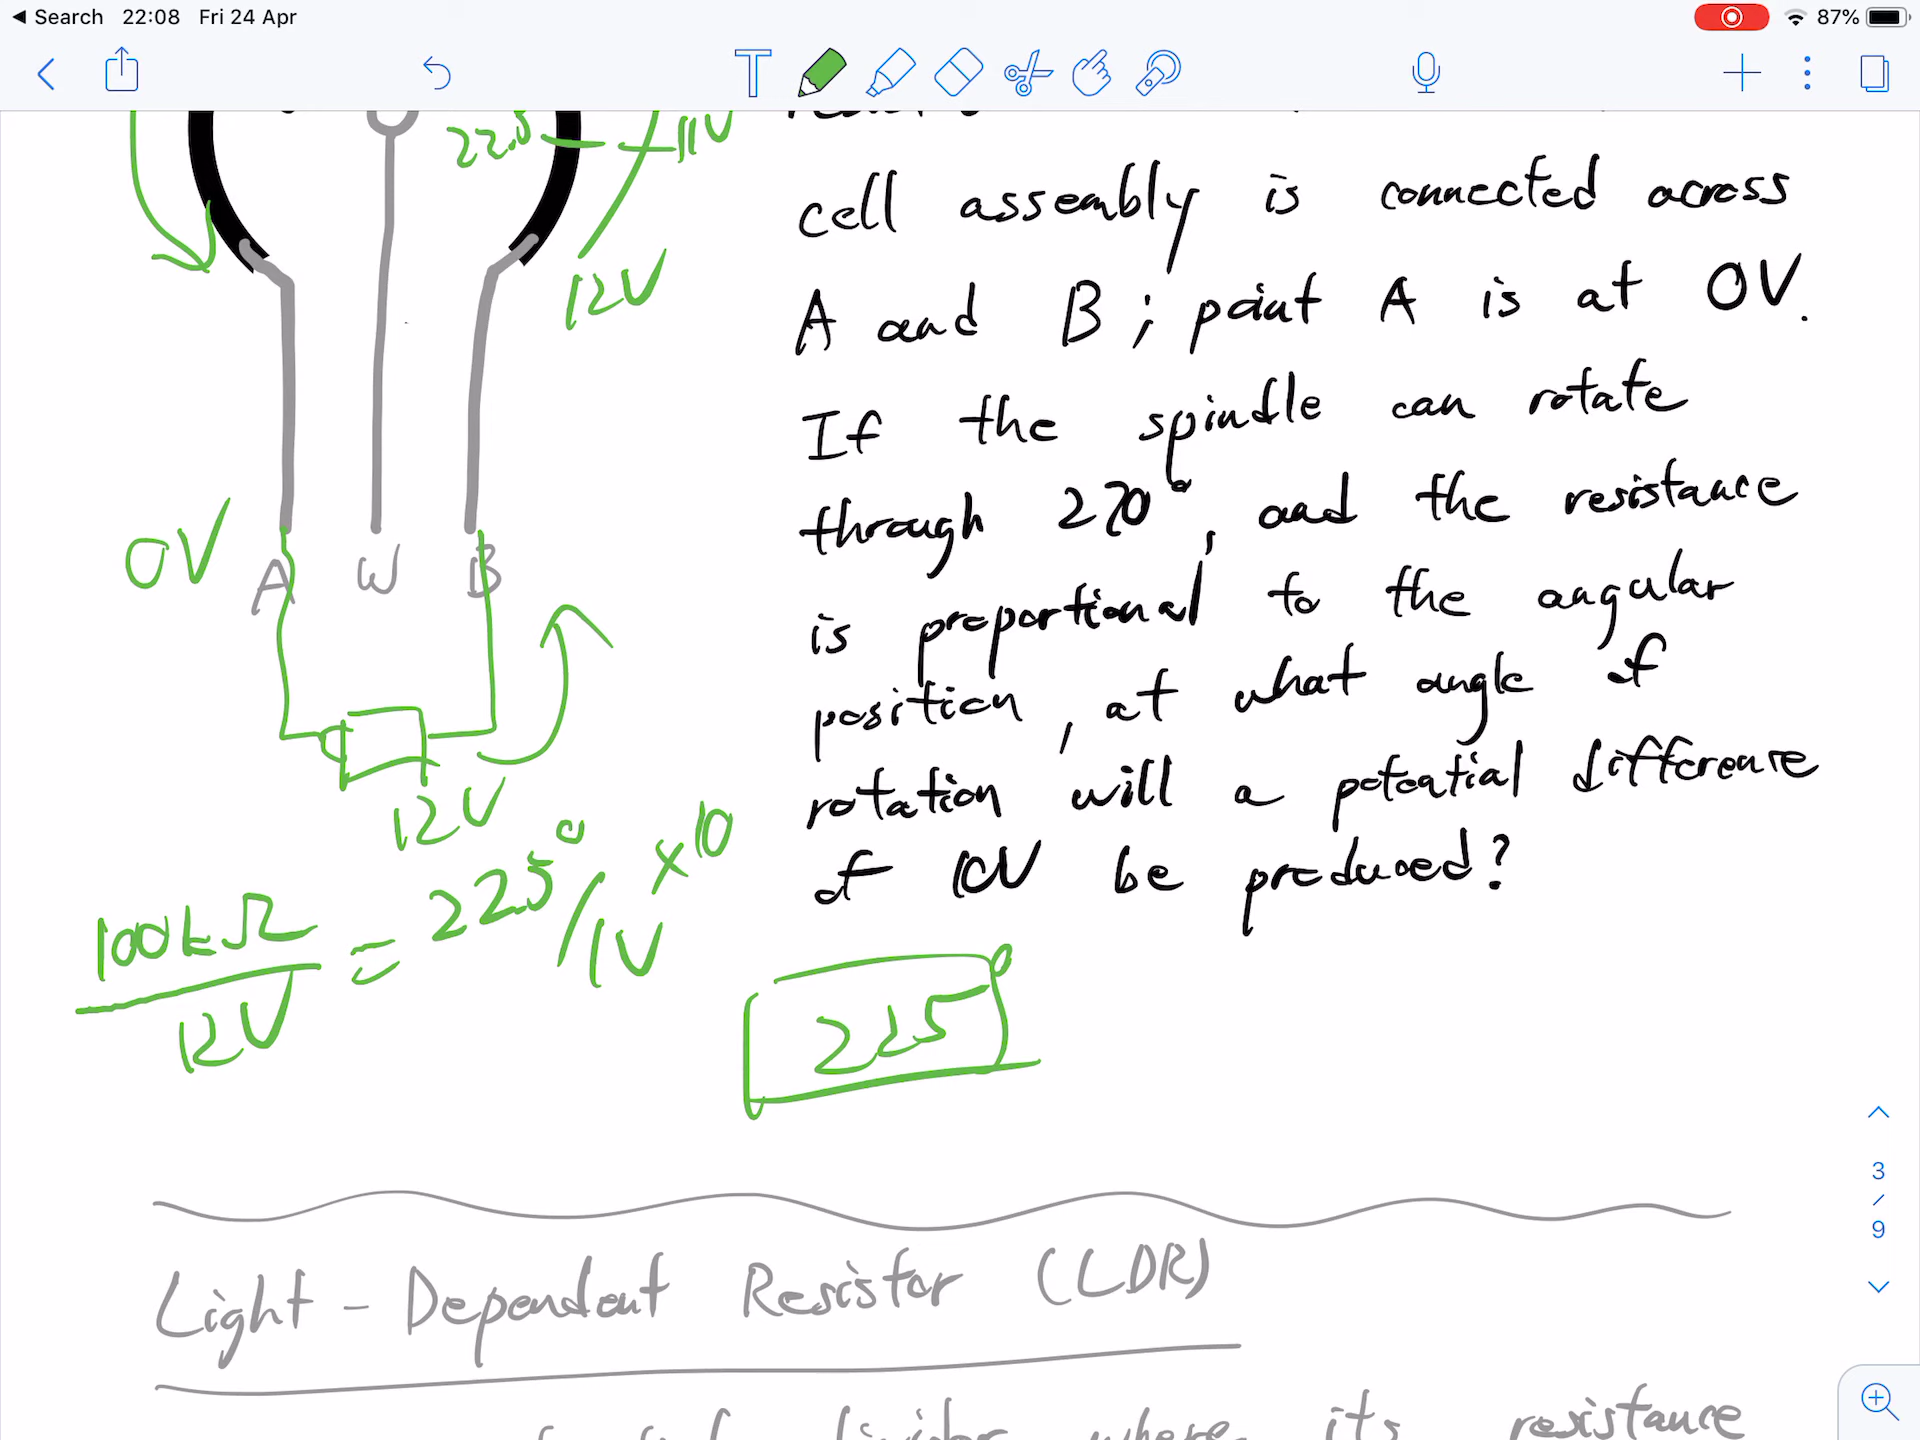 Search 22:08 Fri 24 Apr
87%
T
22.5
11V
12V
cell assembly is connected across
A and B; point A is at 0V.
If the spindle can rotate
through 270°, and the resistance
is proportional to the angular
position, at what angle of
rotation will a potential difference
of 10V be produced?
0V
A W B
12V
100kΩ
12V
= 22.5° / 1V × 10
225°
3
/
9
Light - Dependent Resistor (LDR)
where its resistance